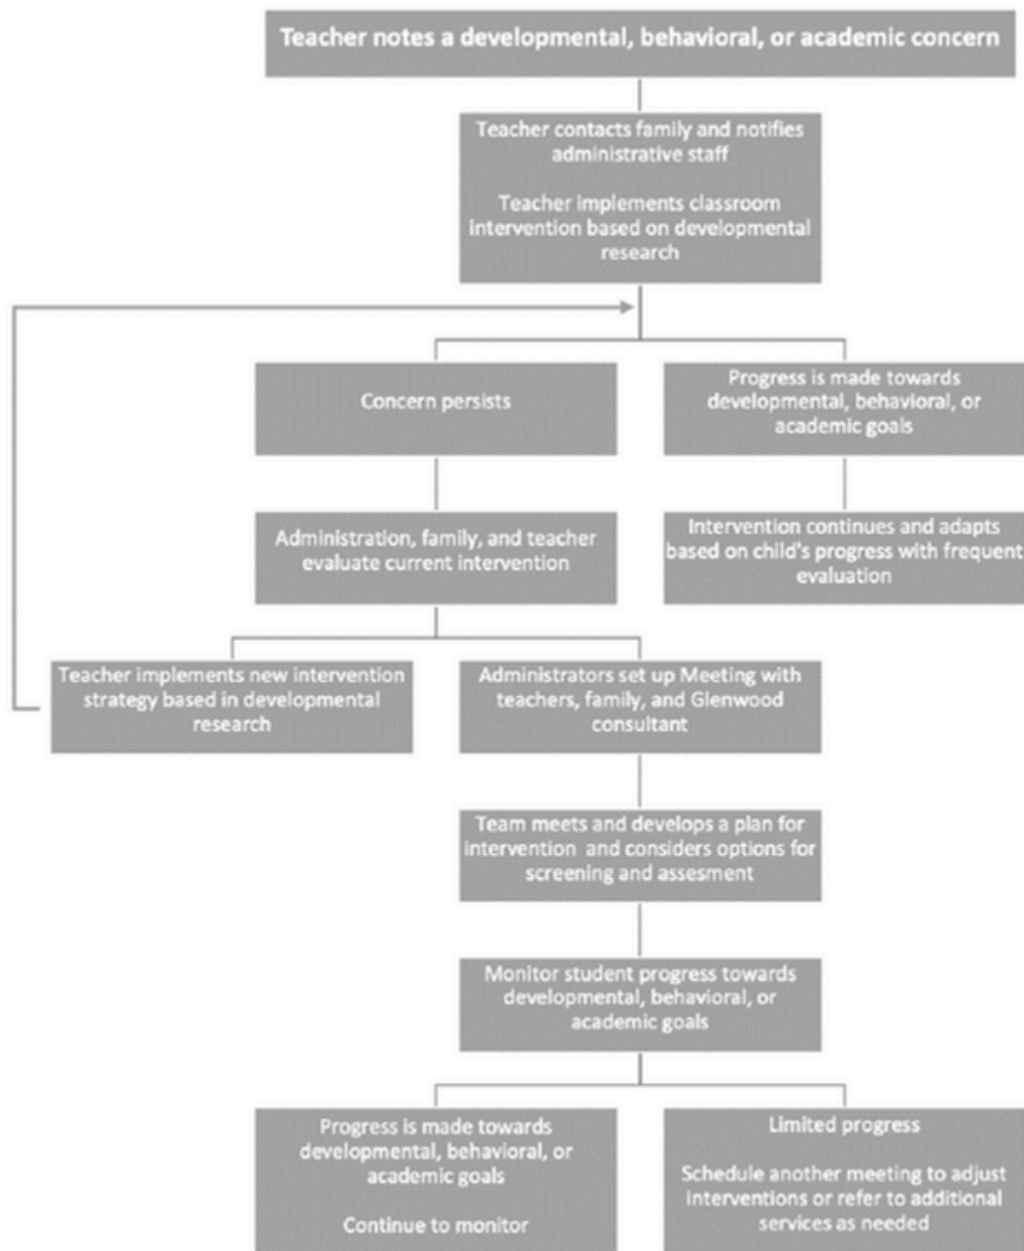 Teacher notes a developmental, behavioral, or academic concern
Teacher contacts family and notifies
administrative staff
Teacher implements classroom
intervention based on developmental
research
Concern persists
Progress is made towards
developmental, behavioral, or
academic goals
Administration, family, and teacher
evaluate current intervention
Intervention continues and adapts
based on child's progress with frequent
evaluation
Teacher implements new intervention
strategy based in developmental
research
Administrators set up Meeting with
teachers, family, and Glenwood
consultant
Team meets and develops a plan for
intervention and considers options for
screening and assesment
Monitor student progress towards
developmental, behavioral, or
academic goals
Progress is made towards
developmental, behavioral, or
academic goals
Continue to monitor
Limited progress
Schedule another meeting to adjust
interventions or refer to additional
services as needed